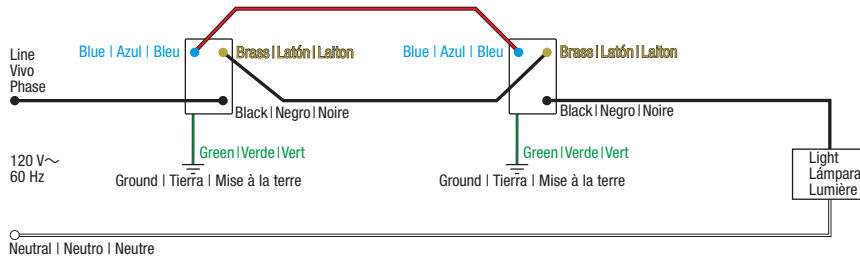 Line
Vivo
Phase
Blue | Azul | Bleu
Brass | Latón | Laiton
Blue | Azul | Bleu
Brass | Latón | Laiton
Black | Negro | Noire
Black | Negro | Noire
120 V~
60 Hz
Green | Verde | Vert
Green | Verde | Vert
Ground | Tierra | Mise à la terre
Ground | Tierra | Mise à la terre
Light
Lámpara
Lumière
Neutral | Neutro | Neutre